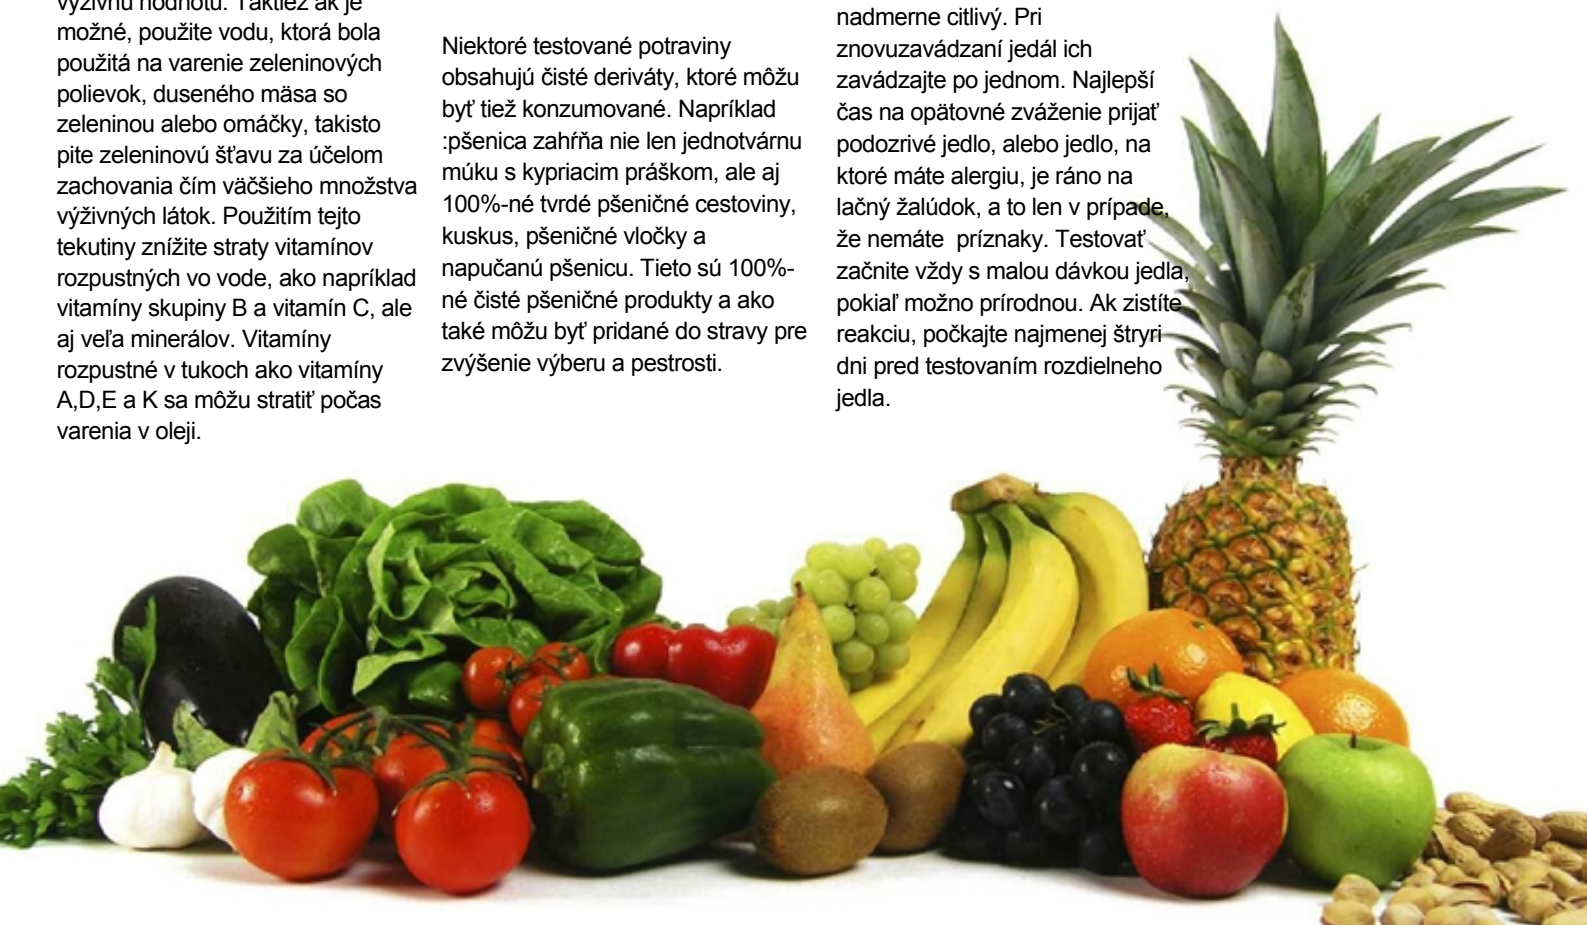 výživnú hodnotu. Taktiež ak je
možné, použite vodu, ktorá bola
použitá na varenie zeleninových
polievok, duseného mäsa so
zeleninou alebo omáčky, takisto
pite zeleninovú šťavu za účelom
zachovania čím väčšieho množstva
výživných látok. Použitím tejto
tekutiny znížite straty vitamínov
rozpustných vo vode, ako napríklad
vitamíny skupiny B a vitamín C, ale
aj veľa minerálov. Vitamíny
rozpustné v tukoch ako vitamíny
A,D,E a K sa môžu stratiť počas
varenia v oleji.
Niektoré testované potraviny
obsahujú čisté deriváty, ktoré môžu
byť tiež konzumované. Napríklad
:pšenica zahŕňa nie len jednotvárnu
múku s kypriacim práškom, ale aj
100%-né tvrdé pšeničné cestoviny,
kuskus, pšeničné vločky a
napučanú pšenicu. Tieto sú 100%-
né čisté pšeničné produkty a ako
také môžu byť pridané do stravy pre
zvýšenie výberu a pestrosti.
nadmerne citlivý. Pri
znovuzavádzaní jedál ich
zavádzajte po jednom. Najlepší
čas na opätovné zváženie prijať
podozrivé jedlo, alebo jedlo, na
ktoré máte alergiu, je ráno na
lačný žalúdok, a to len v prípade,
že nemáte  príznaky. Testovať
začnite vždy s malou dávkou jedla,
pokiaľ možno prírodnou. Ak zistíte
reakciu, počkajte najmenej štryri
dni pred testovaním rozdielneho
jedla.